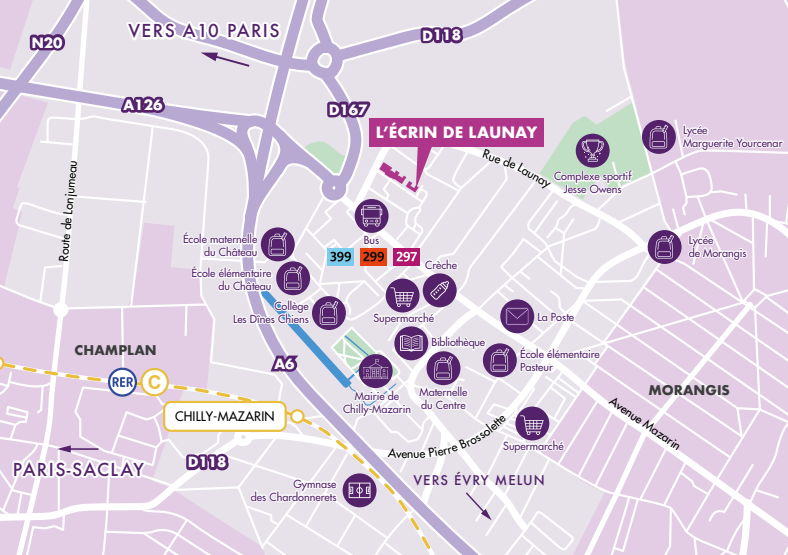 VERS A10 PARIS
N20
D118
A126
D167
L'ÉCRIN DE LAUNAY
Lycée
Marguerite Yourcenar
Rue de Launay
Complexe sportif
Jesse Owens
Route de Lonjumeau
École maternelle
du Château
Bus
399 299 297
Lycée
de Morangis
École élémentaire
du Château
Crèche
Collège
Les Dînes Chiens
Supermarché
La Poste
Bibliothèque
CHAMPLAN
A6
École élémentaire
Pasteur
RER C
Mairie de
Chilly-Mazarin
Maternelle
du Centre
MORANGIS
CHILLY-MAZARIN
Avenue Mazarin
Avenue Pierre Brossolette
Supermarché
PARIS-SACLAY
D118
VERS ÉVRY MELUN
Gymnase
des Chardonnerets